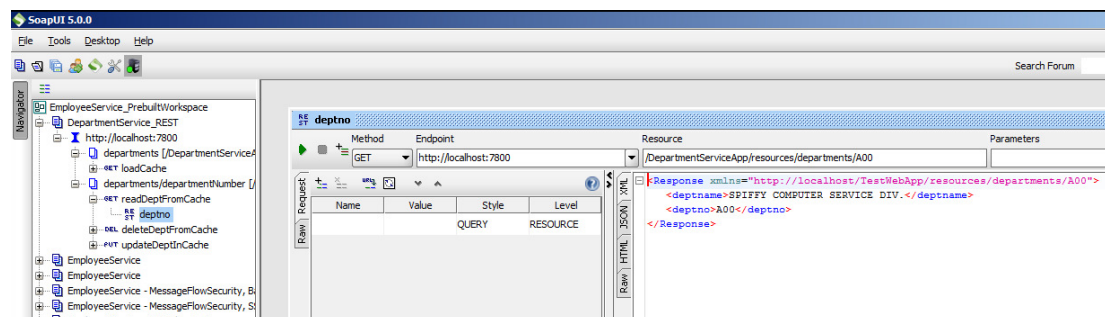 SoapUI 5.0.0
File Tools Desktop Help
Search Forum
Navigator
EmployeeService_PrebuiltWorkspace
DepartmentService_REST
http://localhost:7800
departments [/DepartmentServiceA
GET loadCache
departments/departmentNumber [/
GET readDeptFromCache
REST deptno
DEL deleteDeptFromCache
PUT updateDeptInCache
EmployeeService
EmployeeService
EmployeeService - MessageFlowSecurity, Ba
EmployeeService - MessageFlowSecurity, S
REST deptno
Method Endpoint Resource Parameters
GET http://localhost:7800 /DepartmentServiceApp/resources/departments/A00
Request
Raw
Name Value Style Level
QUERY RESOURCE
XML
JSON
HTML
Raw
<Response xmlns="http://localhost/TestWebApp/resources/departments/A00">
<deptname>SPIFFY COMPUTER SERVICE DIV.</deptname>
<deptno>A00</deptno>
</Response>